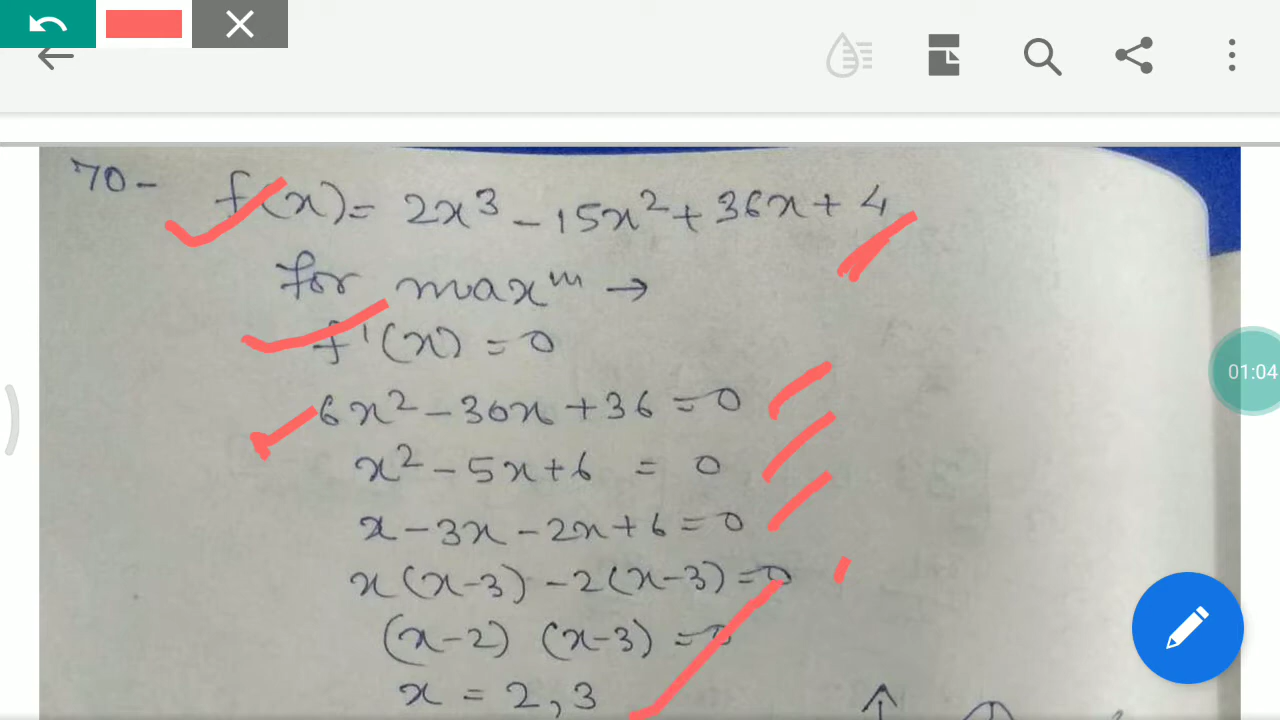 70- f(x) = 2x³ - 15x² + 36x + 4
for maxᵐ →
f'(x) = 0
6x² - 30x + 36 = 0
x² - 5x + 6 = 0
x - 3x - 2x + 6 = 0
x(x-3) - 2(x-3) = 0
(x-2) (x-3) = 0
x = 2, 3
01:04